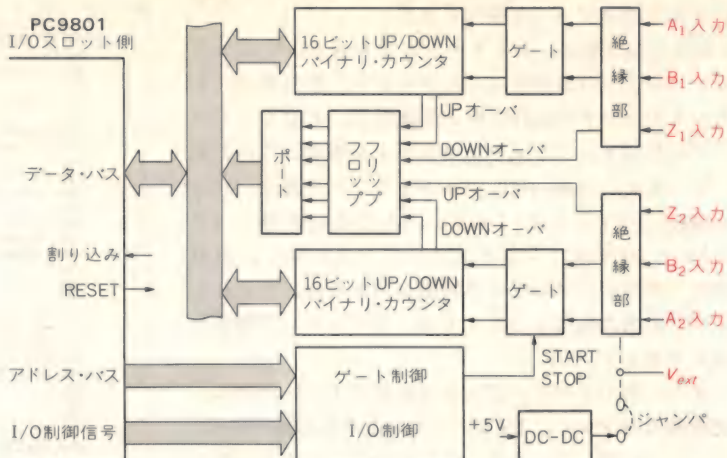 PC9801
I/Oスロット側
データ・バス
割り込み
RESET
アドレス・バス
I/O制御信号
16ビットUP/DOWN
バイナリ・カウンタ
ゲート
絶縁部
A₁入力
B₁入力
Z₁入力
UPオーバ
DOWNオーバ
ポート
フリップ
フロップ
UPオーバ
DOWNオーバ
16ビットUP/DOWN
バイナリ・カウンタ
ゲート
絶縁部
Z₂入力
B₂入力
A₂入力
START
STOP
ゲート制御
I/O制御
+5V
DC-DC
Vext
ジャンパ